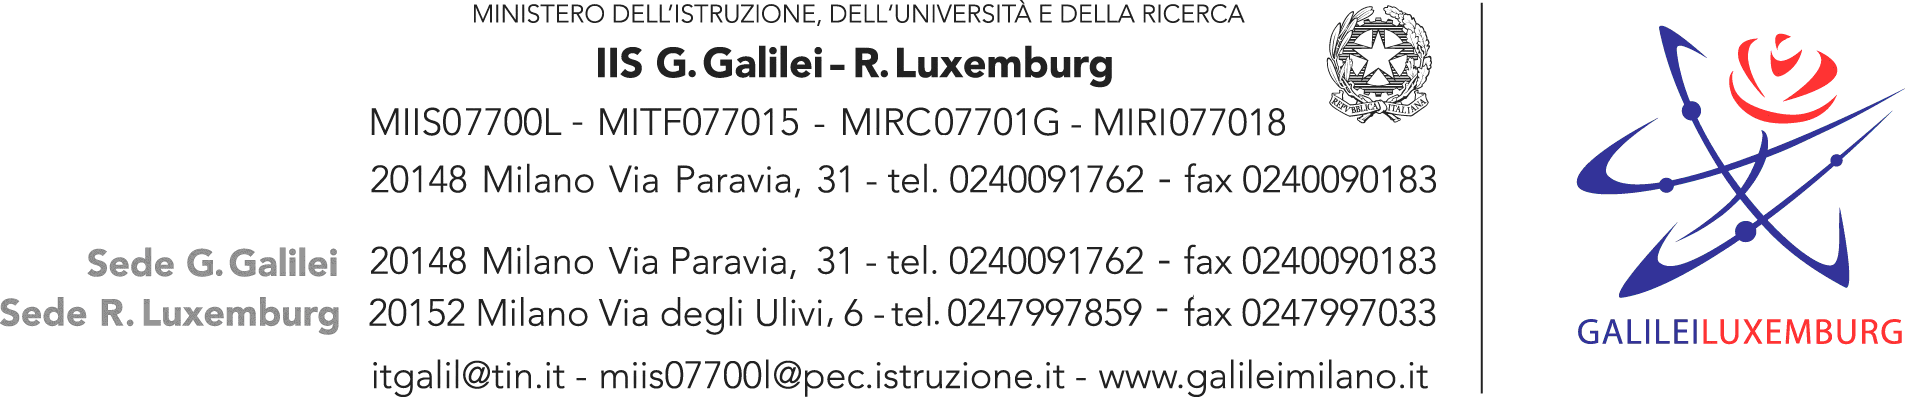 MINISTERO DELL'ISTRUZIONE, DELL'UNIVERSITÀ E DELLA RICERCA
IIS G. Galilei – R. Luxemburg
REPVBBLICA ITALIANA
MIIS07700L - MITF077015 - MIRC07701G - MIRI077018
20148 Milano Via Paravia, 31 - tel. 0240091762 - fax 0240090183
Sede G. Galilei 20148 Milano Via Paravia, 31 - tel. 0240091762 - fax 0240090183
Sede R. Luxemburg 20152 Milano Via degli Ulivi, 6 - tel. 0247997859 - fax 0247997033
itgalil@tin.it - miis07700l@pec.istruzione.it - www.galileimilano.it
GALILEILUXEMBURG